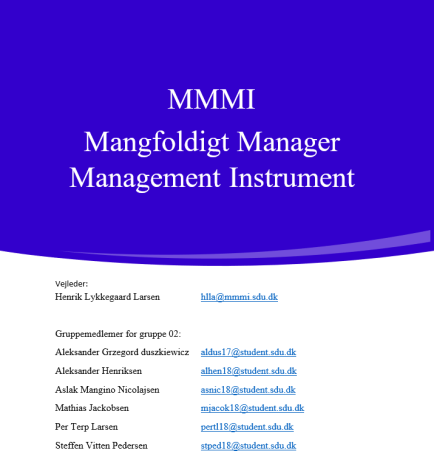 MMMI
Mangfoldigt Manager
Management Instrument
Vejleder:
Henrik Lykkegaard Larsen hlla@mmmi.sdu.dk
Gruppemedlemer for gruppe 02:
Aleksander Grzegord duszkiewicz aldus17@student.sdu.dk
Aleksander Henriksen alhen18@student.sdu.dk
Aslak Mangino Nicolajsen asnic18@student.sdu.dk
Mathias Jackobsen mjacok18@student.sdu.dk
Per Terp Larsen pertl18@student.sdu.dk
Steffen Vitten Pedersen stped18@student.sdu.dk